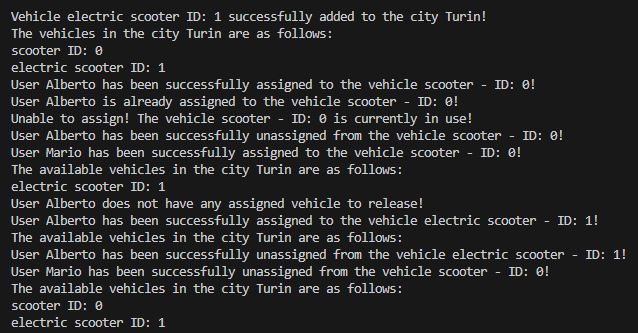 Vehicle electric scooter ID: 1 successfully added to the city Turin!
The vehicles in the city Turin are as follows:
scooter ID: 0
electric scooter ID: 1
User Alberto has been successfully assigned to the vehicle scooter - ID: 0!
User Alberto is already assigned to the vehicle scooter - ID: 0!
Unable to assign! The vehicle scooter - ID: 0 is currently in use!
User Alberto has been successfully unassigned from the vehicle scooter - ID: 0!
User Mario has been successfully assigned to the vehicle scooter - ID: 0!
The available vehicles in the city Turin are as follows:
electric scooter ID: 1
User Alberto does not have any assigned vehicle to release!
User Alberto has been successfully assigned to the vehicle electric scooter - ID: 1!
The available vehicles in the city Turin are as follows:
User Alberto has been successfully unassigned from the vehicle electric scooter - ID: 1!
User Mario has been successfully unassigned from the vehicle scooter - ID: 0!
The available vehicles in the city Turin are as follows:
scooter ID: 0
electric scooter ID: 1